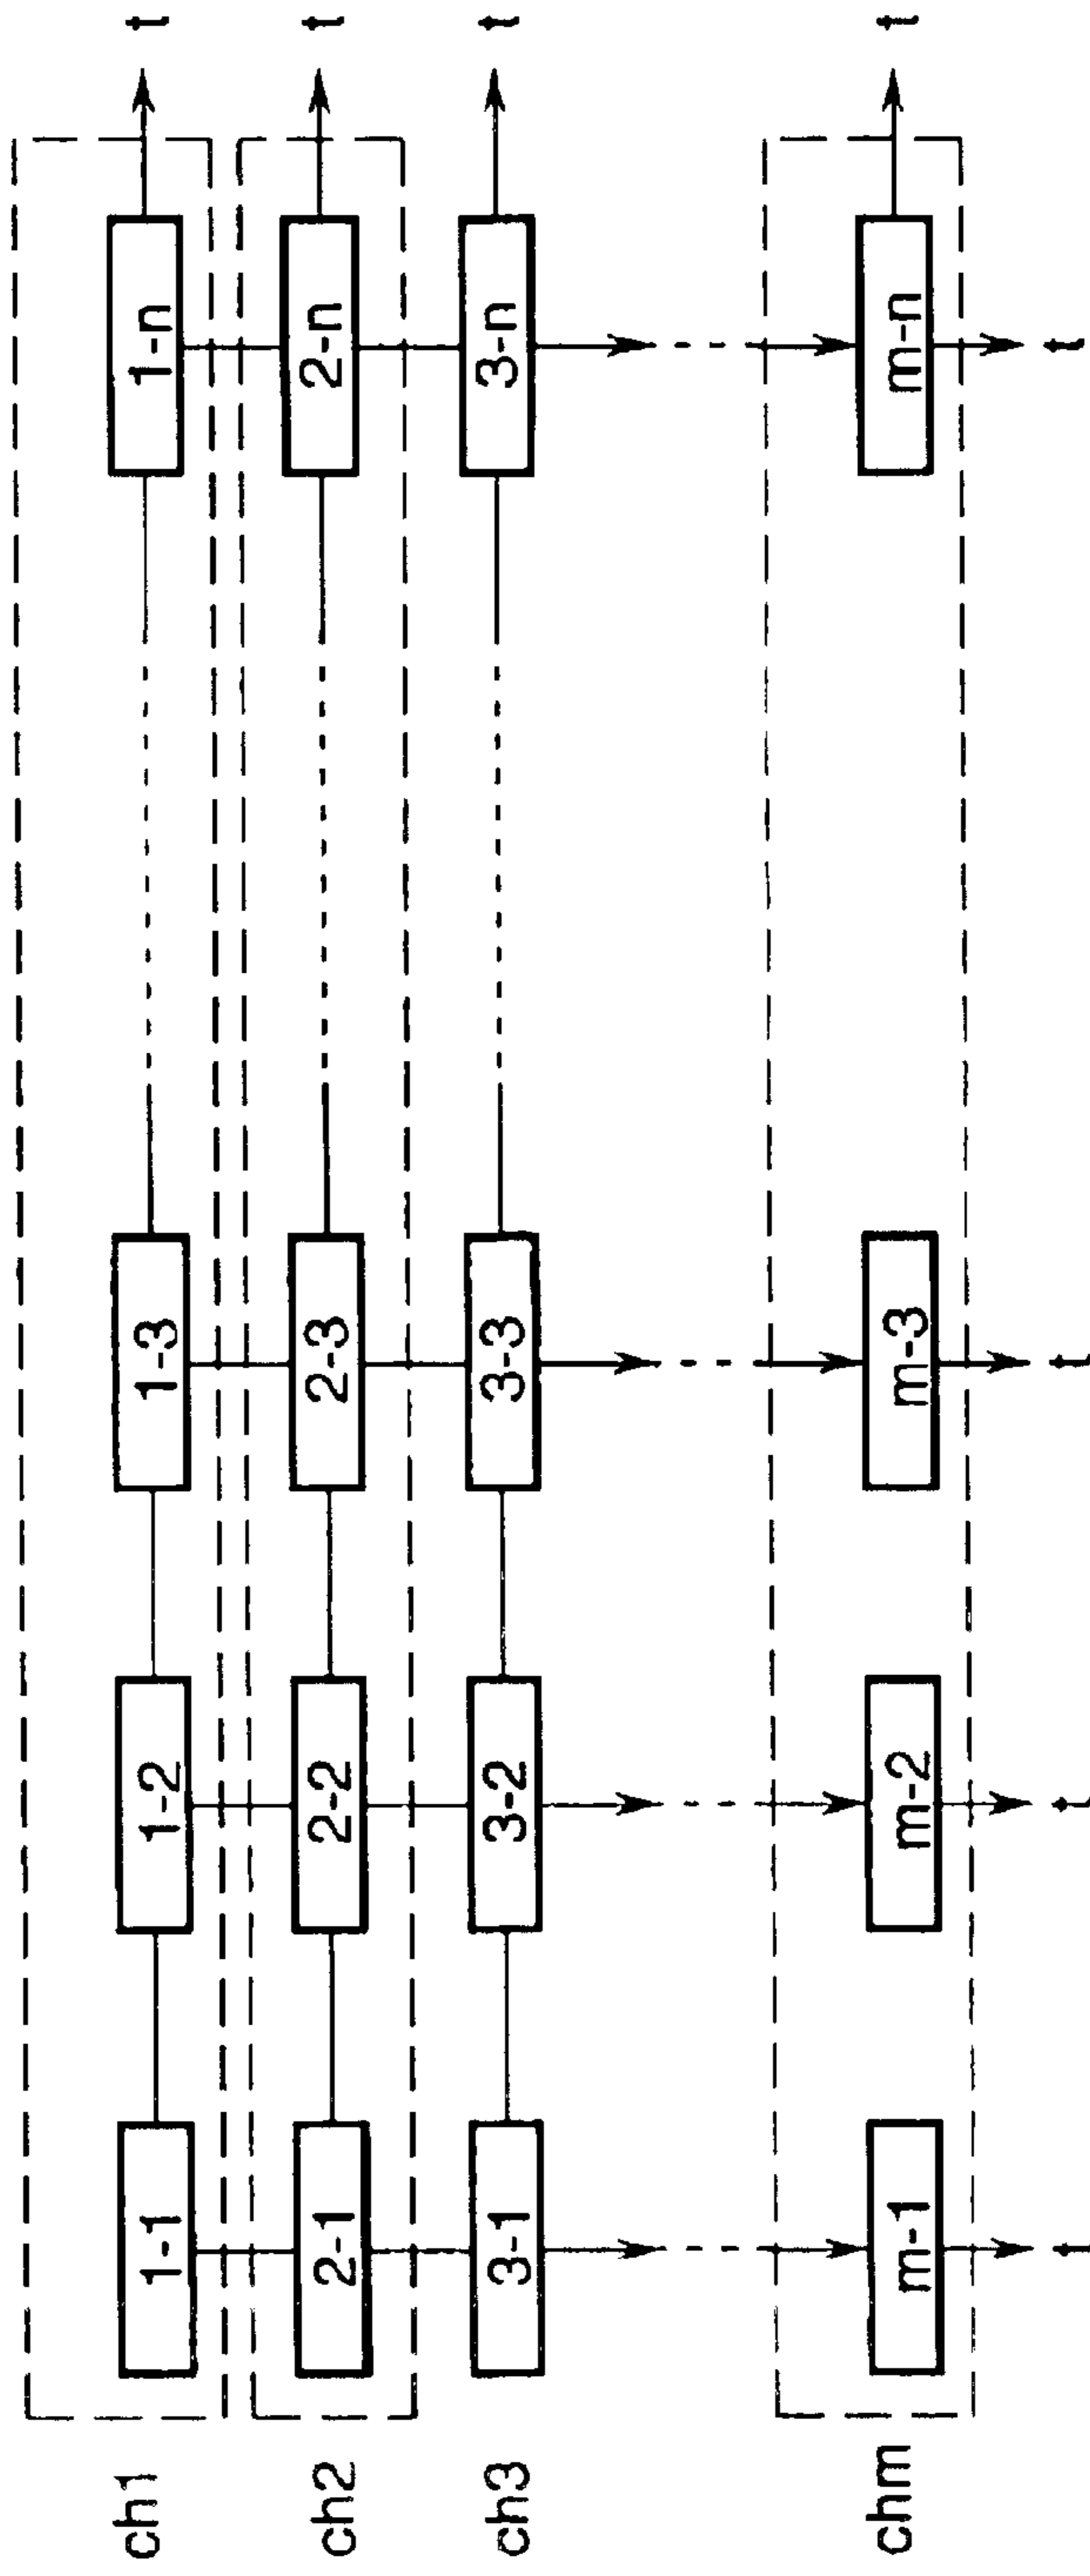 ch1 1-1 1-2 1-3 1-n t
ch2 2-1 2-2 2-3 2-n t
ch3 3-1 3-2 3-3 3-n t
chm m-1 m-2 m-3 m-n t
t t t t